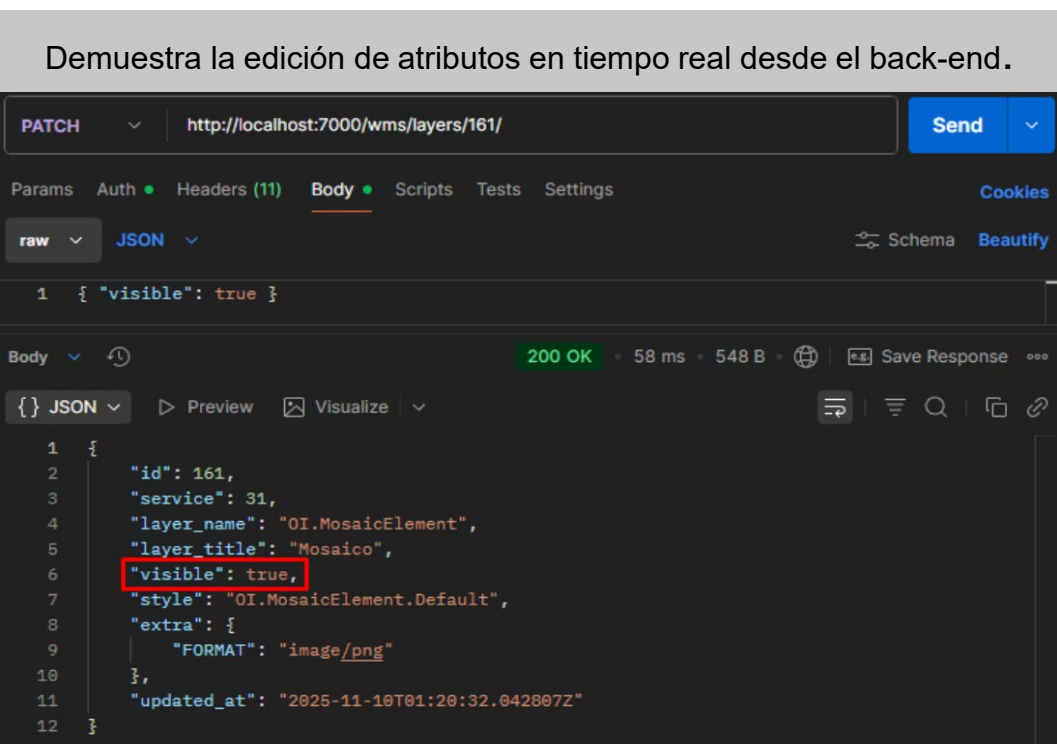 Demuestra la edición de atributos en tiempo real desde el back-end.
PATCH http://localhost:7000/wms/layers/161/ Send
Params Auth Headers (11) Body Scripts Tests Settings Cookies
raw JSON Schema Beautify
1 { "visible": true }
Body 200 OK 58 ms 548 B e.g. Save Response
{} JSON Preview Visualize
1 {
2 "id": 161,
3 "service": 31,
4 "layer_name": "OI.MosaicElement",
5 "layer_title": "Mosaico",
6 "visible": true,
7 "style": "OI.MosaicElement.Default",
8 "extra": {
9 "FORMAT": "image/png"
10 },
11 "updated_at": "2025-11-10T01:20:32.042807Z"
12 }